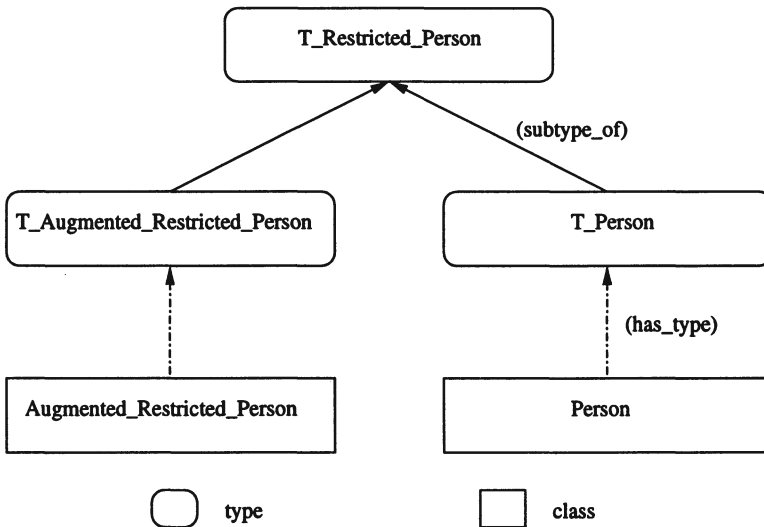 T_Restricted_Person
(subtype_of)
T_Augmented_Restricted_Person
T_Person
(has_type)
Augmented_Restricted_Person
Person
type
class